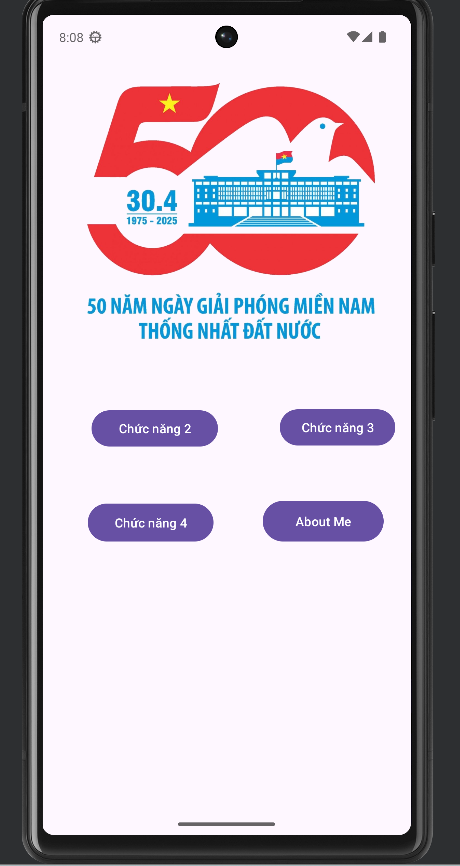 8:08
50
30.4
1975 - 2025
50 NĂM NGÀY GIẢI PHÓNG MIỀN NAM
THỐNG NHẤT ĐẤT NƯỚC
Chức năng 2
Chức năng 3
Chức năng 4
About Me